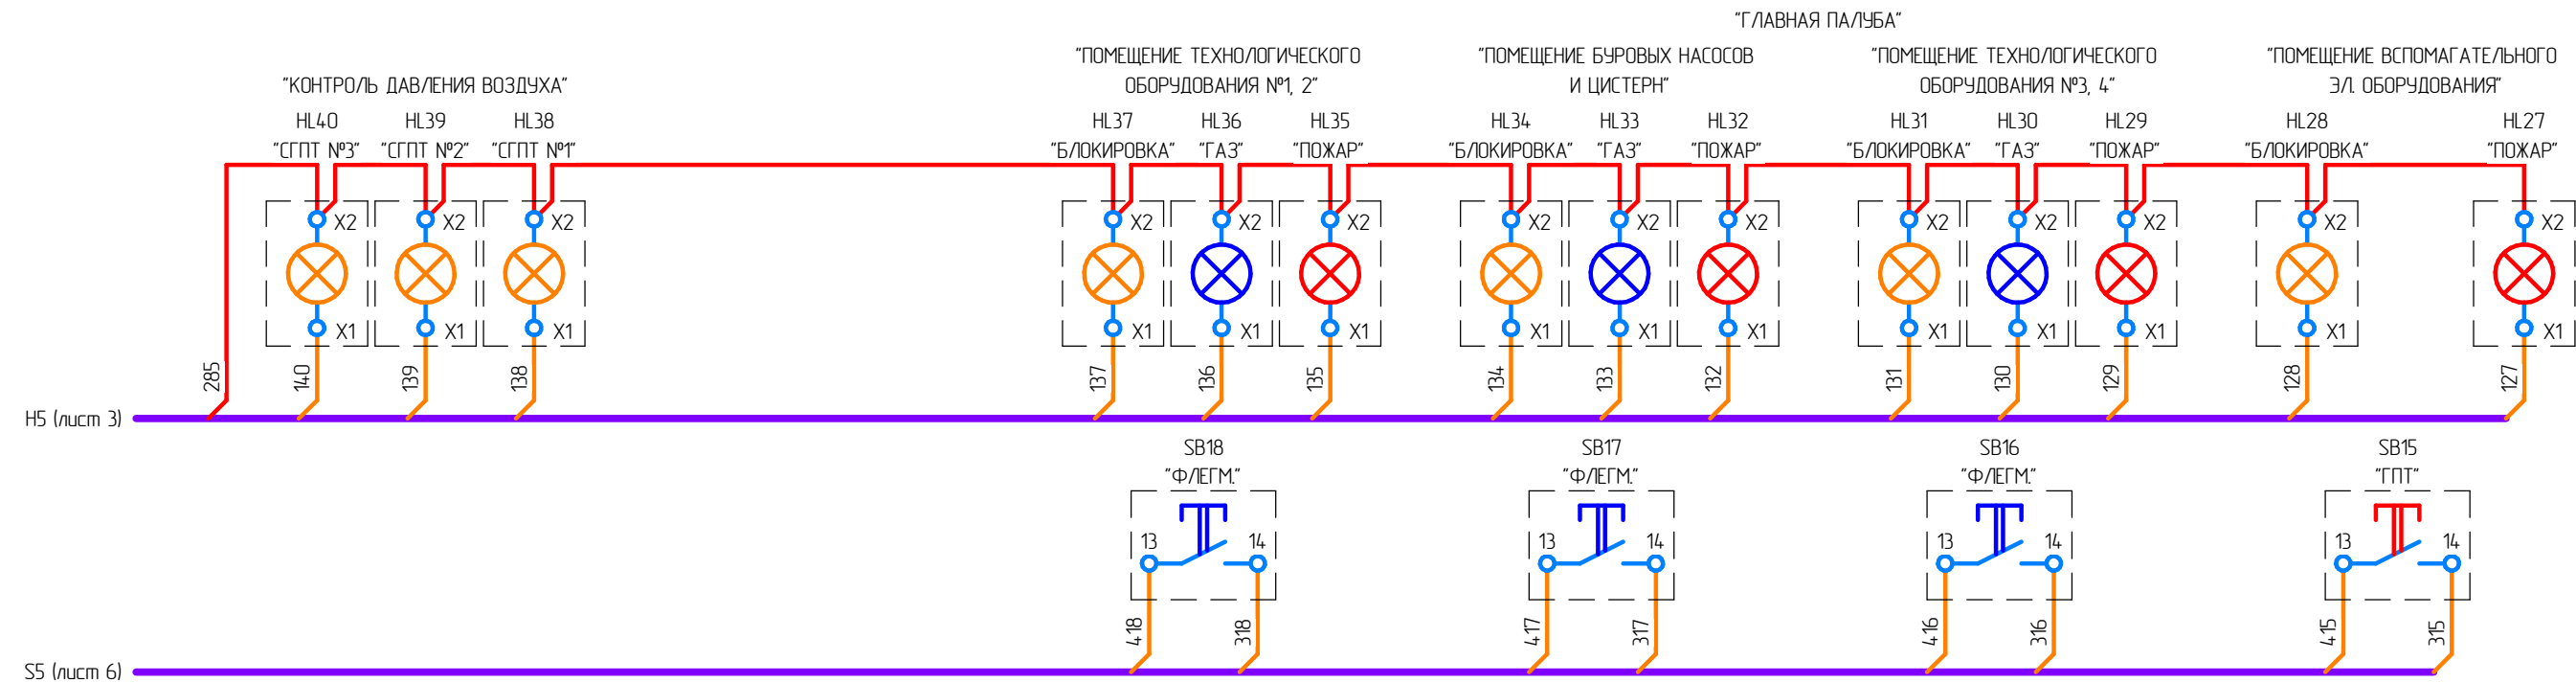 "ГЛАВНАЯ ПАЛУБА"
"КОНТРОЛЬ ДАВЛЕНИЯ ВОЗДУХА"
"ПОМЕЩЕНИЕ ТЕХНОЛОГИЧЕСКОГО
ОБОРУДОВАНИЯ №1, 2"
"ПОМЕЩЕНИЕ БУРОВЫХ НАСОСОВ
И ЦИСТЕРН"
"ПОМЕЩЕНИЕ ТЕХНОЛОГИЧЕСКОГО
ОБОРУДОВАНИЯ №3, 4"
"ПОМЕЩЕНИЕ ВСПОМАГАТЕЛЬНОГО
ЭЛ. ОБОРУДОВАНИЯ"
HL40 HL39 HL38 HL37 HL36 HL35 HL34 HL33 HL32 HL31 HL30 HL29 HL28 HL27
"СГПТ №3" "СГПТ №2" "СГПТ №1" "БЛОКИРОВКА" "ГАЗ" "ПОЖАР" "БЛОКИРОВКА" "ГАЗ" "ПОЖАР" "БЛОКИРОВКА" "ГАЗ" "ПОЖАР" "БЛОКИРОВКА" "ПОЖАР"
X2 X2 X2 X2 X2 X2 X2 X2 X2 X2 X2 X2 X2 X2
X1 X1 X1 X1 X1 X1 X1 X1 X1 X1 X1 X1 X1 X1
285 140 139 138 137 136 135 134 133 132 131 130 129 128 127
H5 (лист 3)
SB18 SB17 SB16 SB15
"ФЛЕГМ." "ФЛЕГМ." "ФЛЕГМ." "ГПТ"
13 14 13 14 13 14 13 14
418 318 417 317 416 316 415 315
S5 (лист 6)